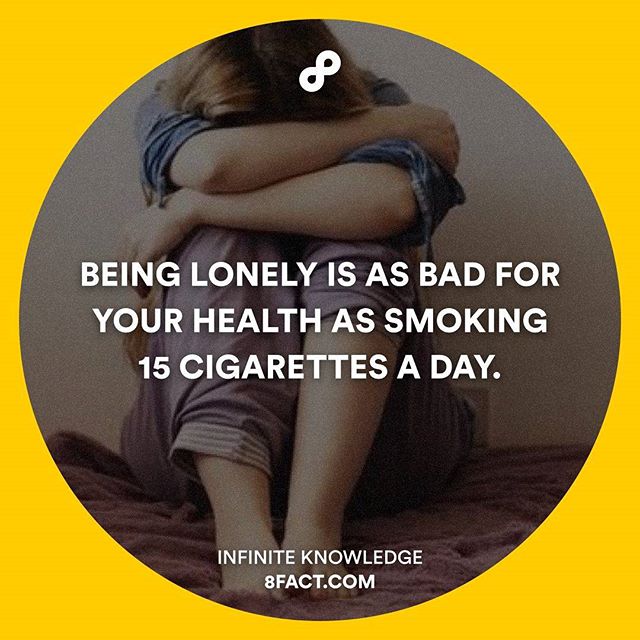 BEING LONELY IS AS BAD FOR
YOUR HEALTH AS SMOKING
15 CIGARETTES A DAY.
INFINITE KNOWLEDGE
8FACT.COM